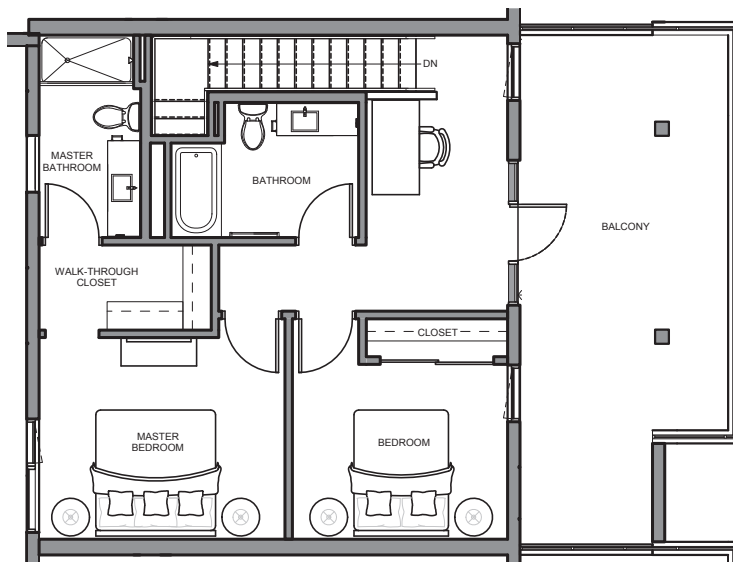 DN
MASTER
BATHROOM
BATHROOM
BALCONY
WALK-THROUGH
CLOSET
CLOSET
MASTER
BEDROOM
BEDROOM